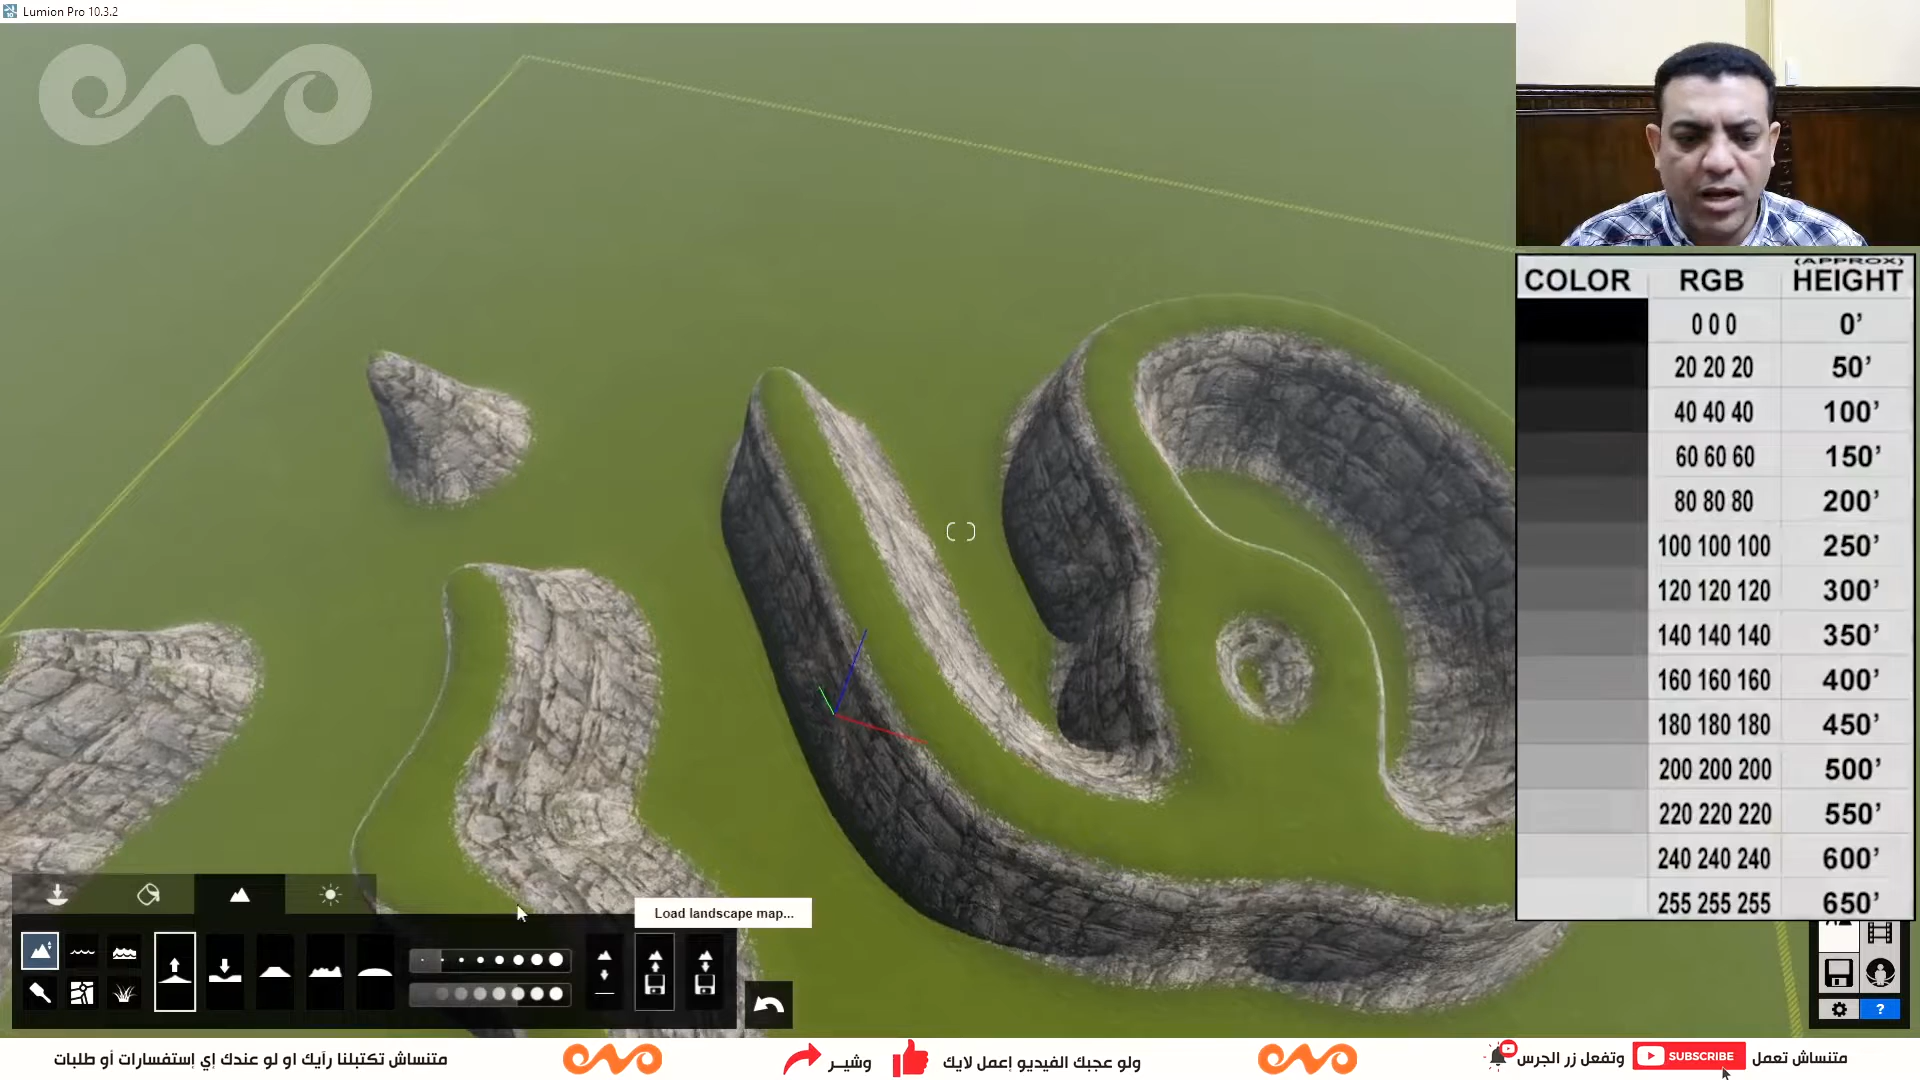 Lumion Pro 10.3.2
COLOR RGB (APPROX) HEIGHT
0 0 0 0’
20 20 20 50’
40 40 40 100’
60 60 60 150’
80 80 80 200’
100 100 100 250’
120 120 120 300’
140 140 140 350’
160 160 160 400’
180 180 180 450’
200 200 200 500’
220 220 220 550’
240 240 240 600’
255 255 255 650’
Load landscape map...
?
متنساش تعمل SUBSCRIBE وتفعل زر الجرس
ولو عجبك الفيديو إعمل لايك وشيــر
متنساش تكتبلنا رأيك او لو عندك إي إستفسارات أو طلبات